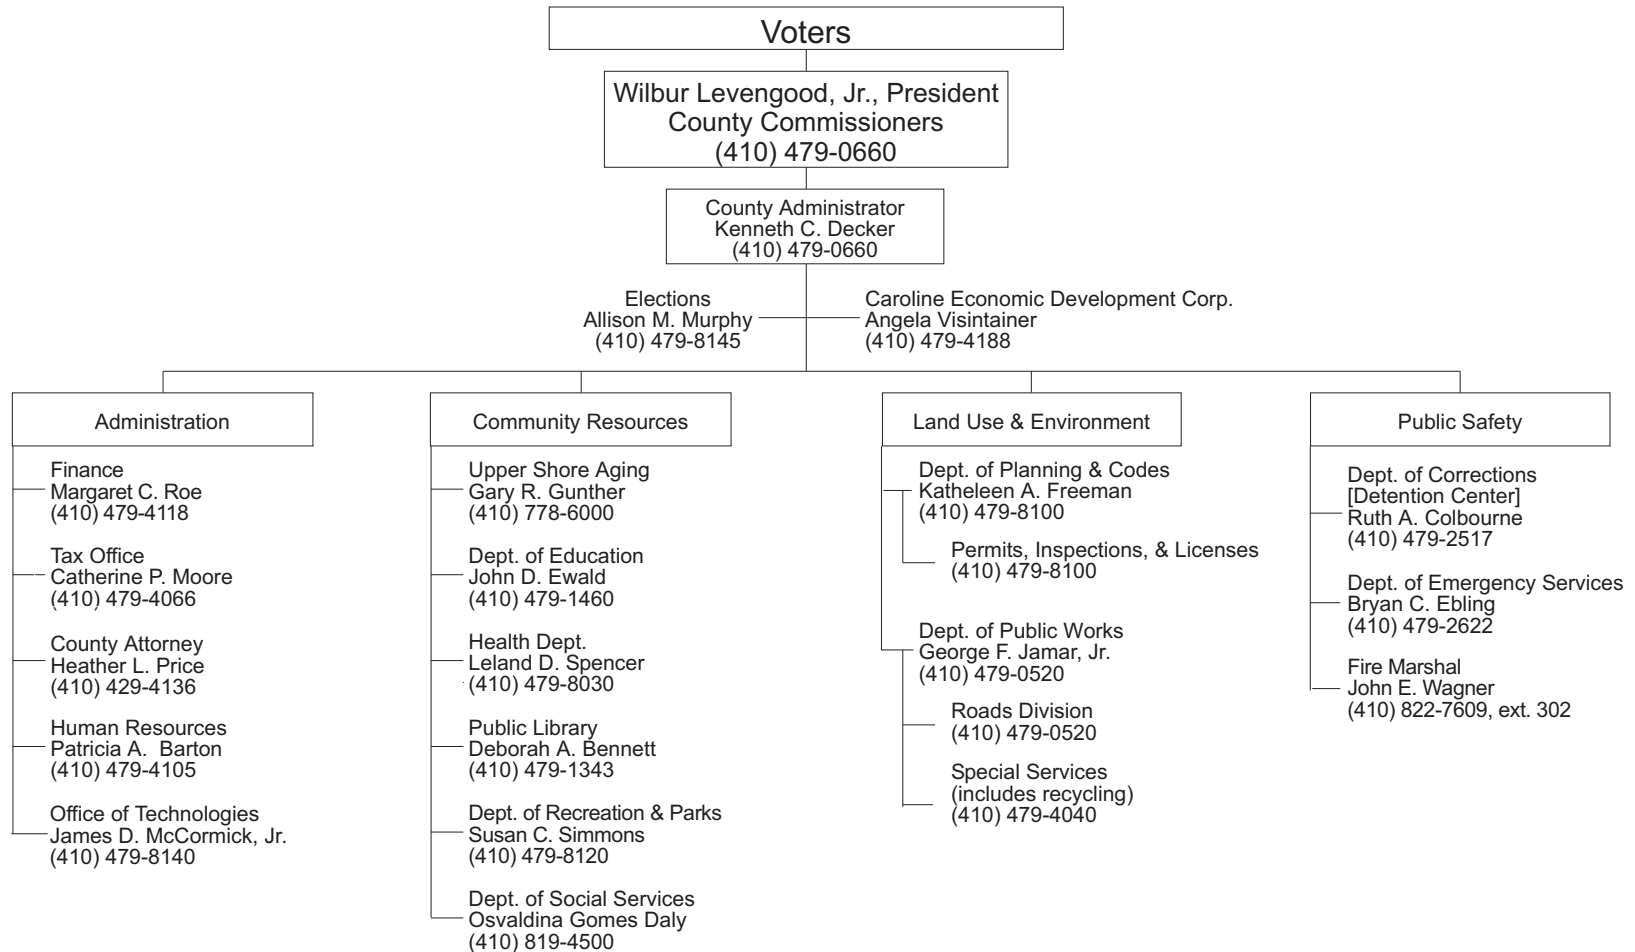 Voters
Wilbur Levengood, Jr., President
County Commissioners
(410) 479-0660
County Administrator
Kenneth C. Decker
(410) 479-0660
Elections
Allison M. Murphy
(410) 479-8145
Caroline Economic Development Corp.
Angela Visintainer
(410) 479-4188
Administration
Finance
Margaret C. Roe
(410) 479-4118
Tax Office
Catherine P. Moore
(410) 479-4066
County Attorney
Heather L. Price
(410) 429-4136
Human Resources
Patricia A. Barton
(410) 479-4105
Office of Technologies
James D. McCormick, Jr.
(410) 479-8140
Community Resources
Upper Shore Aging
Gary R. Gunther
(410) 778-6000
Dept. of Education
John D. Ewald
(410) 479-1460
Health Dept.
Leland D. Spencer
(410) 479-8030
Public Library
Deborah A. Bennett
(410) 479-1343
Dept. of Recreation & Parks
Susan C. Simmons
(410) 479-8120
Dept. of Social Services
Osvaldina Gomes Daly
(410) 819-4500
Land Use & Environment
Dept. of Planning & Codes
Katheleen A. Freeman
(410) 479-8100
Permits, Inspections, & Licenses
(410) 479-8100
Dept. of Public Works
George F. Jamar, Jr.
(410) 479-0520
Roads Division
(410) 479-0520
Special Services
(includes recycling)
(410) 479-4040
Public Safety
Dept. of Corrections
[Detention Center]
Ruth A. Colbourne
(410) 479-2517
Dept. of Emergency Services
Bryan C. Ebling
(410) 479-2622
Fire Marshal
John E. Wagner
(410) 822-7609, ext. 302